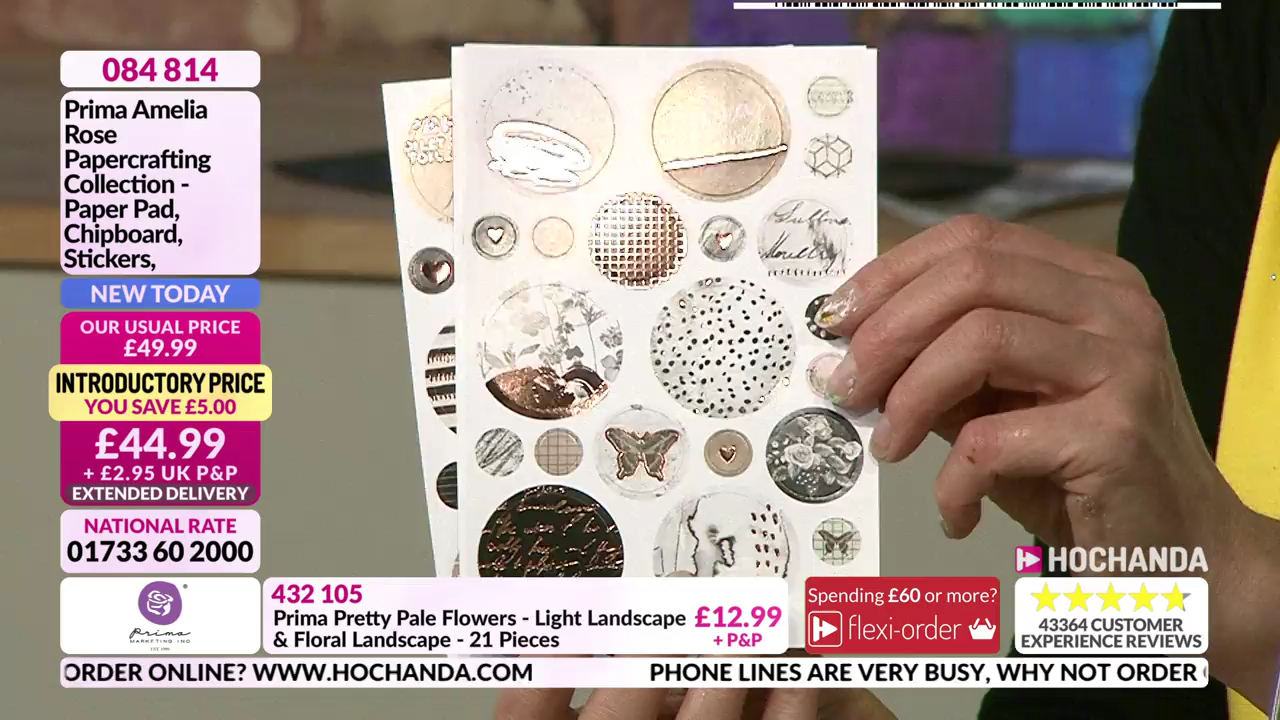 084 814
Prima Amelia
Rose
Papercrafting
Collection -
Paper Pad,
Chipboard,
Stickers,
NEW TODAY
OUR USUAL PRICE
£49.99
INTRODUCTORY PRICE
YOU SAVE £5.00
£44.99
+ £2.95 UK P&P
EXTENDED DELIVERY
NATIONAL RATE
01733 60 2000
HOCHANDA
Prima
MARKETING INC
432 105
Prima Pretty Pale Flowers - Light Landscape
& Floral Landscape - 21 Pieces
£12.99
+ P&P
Spending £60 or more?
flexi-order
43364 CUSTOMER
EXPERIENCE REVIEWS
ORDER ONLINE? WWW.HOCHANDA.COM
PHONE LINES ARE VERY BUSY, WHY NOT ORDER